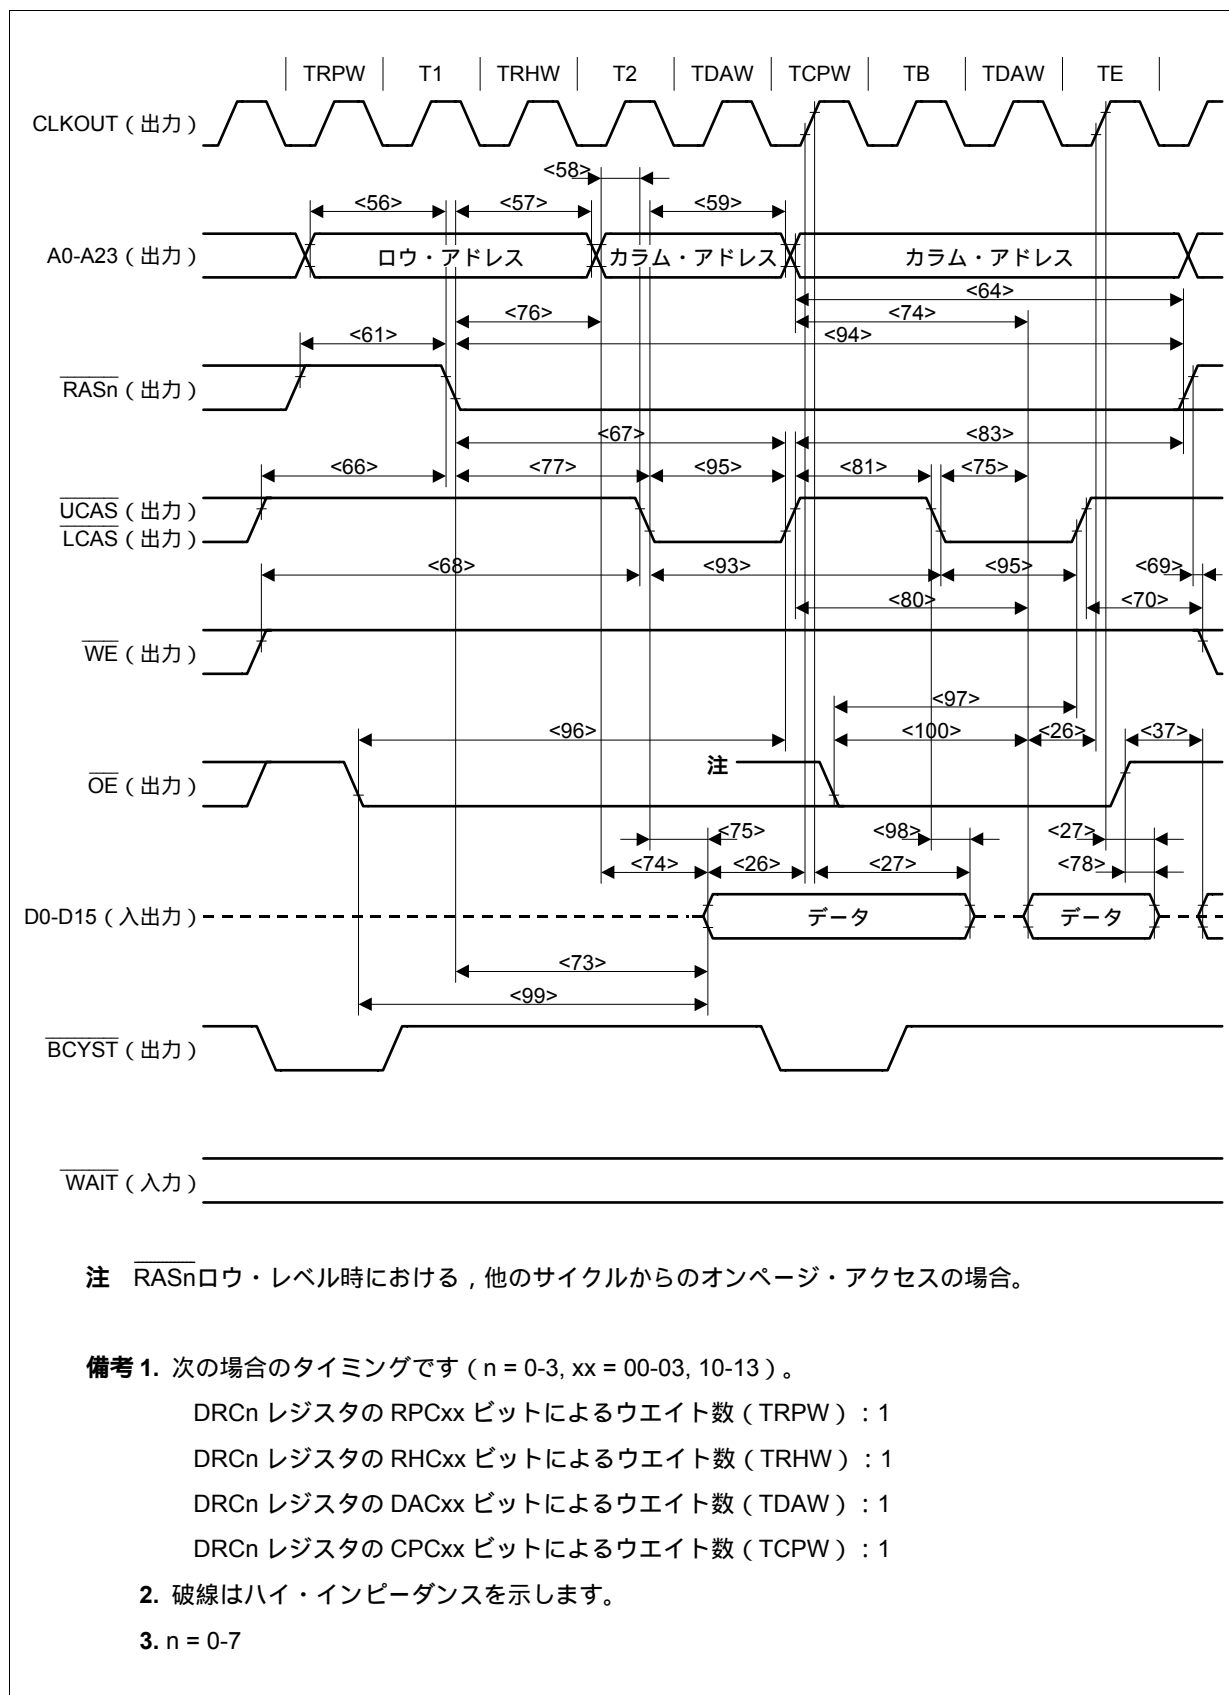 TRPW T1 TRHW T2 TDAW TCPW TB TDAW TE
CLKOUT（出力）
<58>
<56> <57> <59>
A0-A23（出力） ロウ・アドレス カラム・アドレス カラム・アドレス
<64>
<76> <74>
<61> <94>
RASn（出力）
<67> <83>
<66> <77> <95> <81> <75>
UCAS（出力）
LCAS（出力）
<68> <93> <95> <69>
<80> <70>
WE（出力）
<97>
<96> <100> <26> <37>
注
OE（出力）
<75> <98> <27>
<74> <26> <27> <78>
D0-D15（入出力） データ データ
<73>
<99>
BCYST（出力）
WAIT（入力）
注 RASnロウ・レベル時における，他のサイクルからのオンページ・アクセスの場合。
備考 1. 次の場合のタイミングです（n = 0-3, xx = 00-03, 10-13）。
DRCn レジスタの RPCxx ビットによるウエイト数（TRPW）：1
DRCn レジスタの RHCxx ビットによるウエイト数（TRHW）：1
DRCn レジスタの DACxx ビットによるウエイト数（TDAW）：1
DRCn レジスタの CPCxx ビットによるウエイト数（TCPW）：1
2. 破線はハイ・インピーダンスを示します。
3. n = 0-7